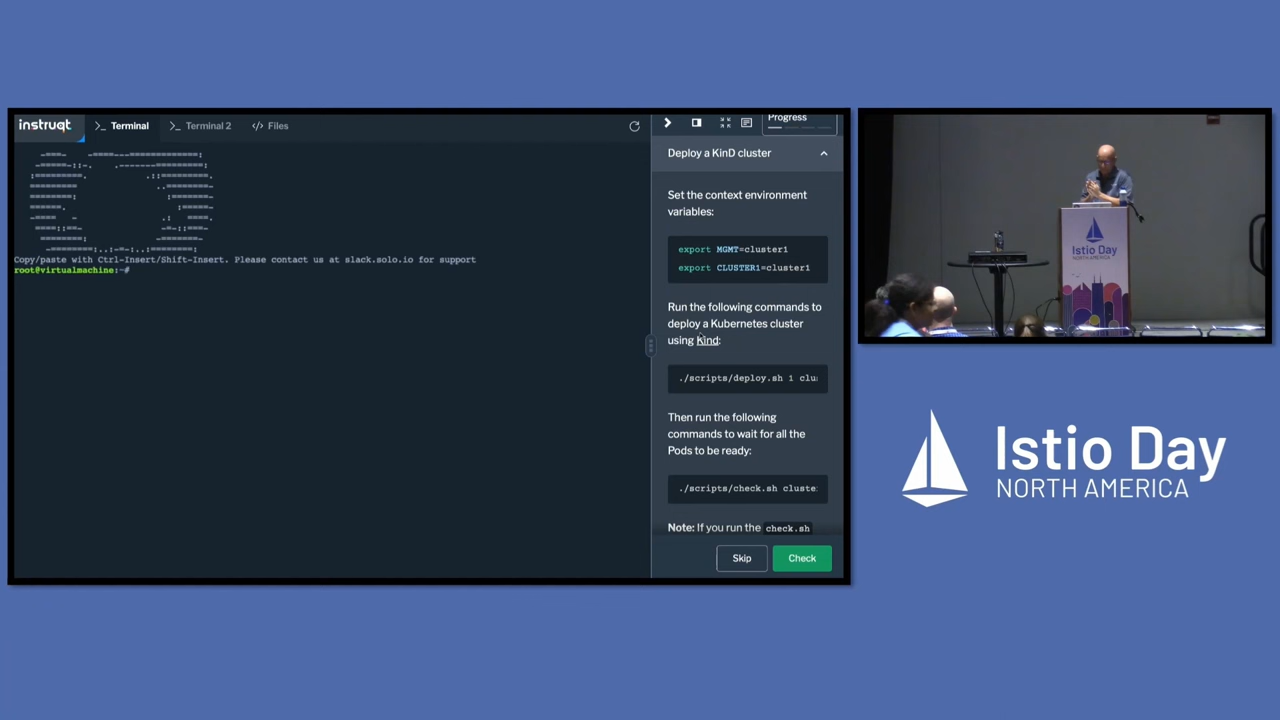 instruqt
>_ Terminal
>_ Terminal 2
</> Files
Progress
Copy/paste with Ctrl-Insert/Shift-Insert. Please contact us at slack.solo.io for support
root@virtualmachine:~#
Deploy a KinD cluster
Set the context environment
variables:
export MGMT=cluster1
export CLUSTER1=cluster1
Run the following commands to
deploy a Kubernetes cluster
using Kind:
./scripts/deploy.sh 1 clu
Then run the following
commands to wait for all the
Pods to be ready:
./scripts/check.sh cluste
Note: If you run the check.sh
Skip
Check
Istio Day
NORTH AMERICA
Istio Day
NORTH AMERICA